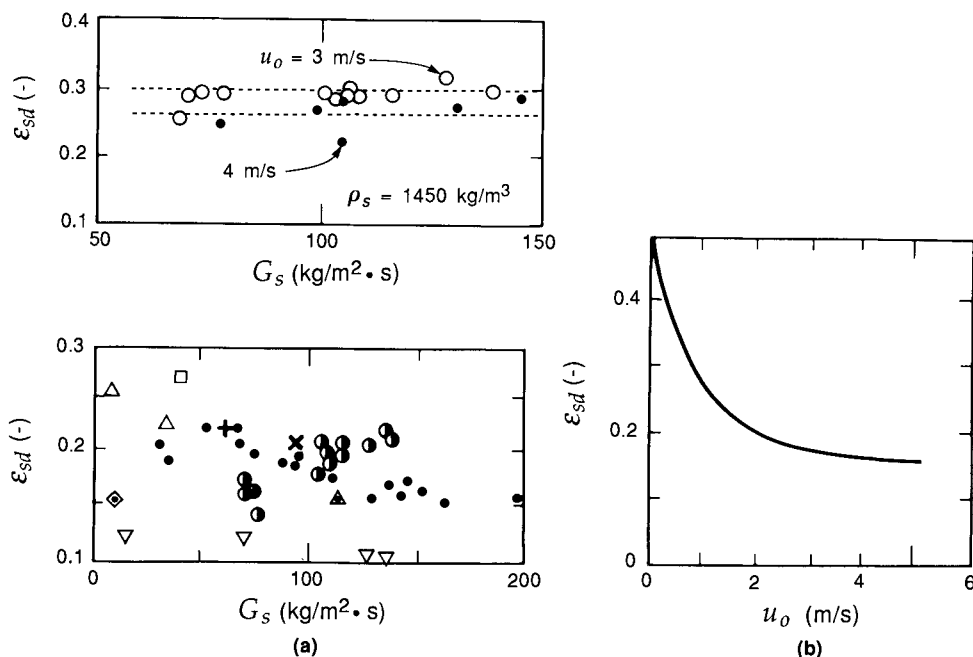 0.4
0.3
0.2
0.1
ε_sd (-)
u_o = 3 m/s
4 m/s
ρ_s = 1450 kg/m³
50
100
150
G_s (kg/m² • s)
0.3
0.2
0.1
ε_sd (-)
0
100
200
G_s (kg/m² • s)
(a)
0.4
0.2
0
ε_sd (-)
0
2
4
6
u_o (m/s)
(b)